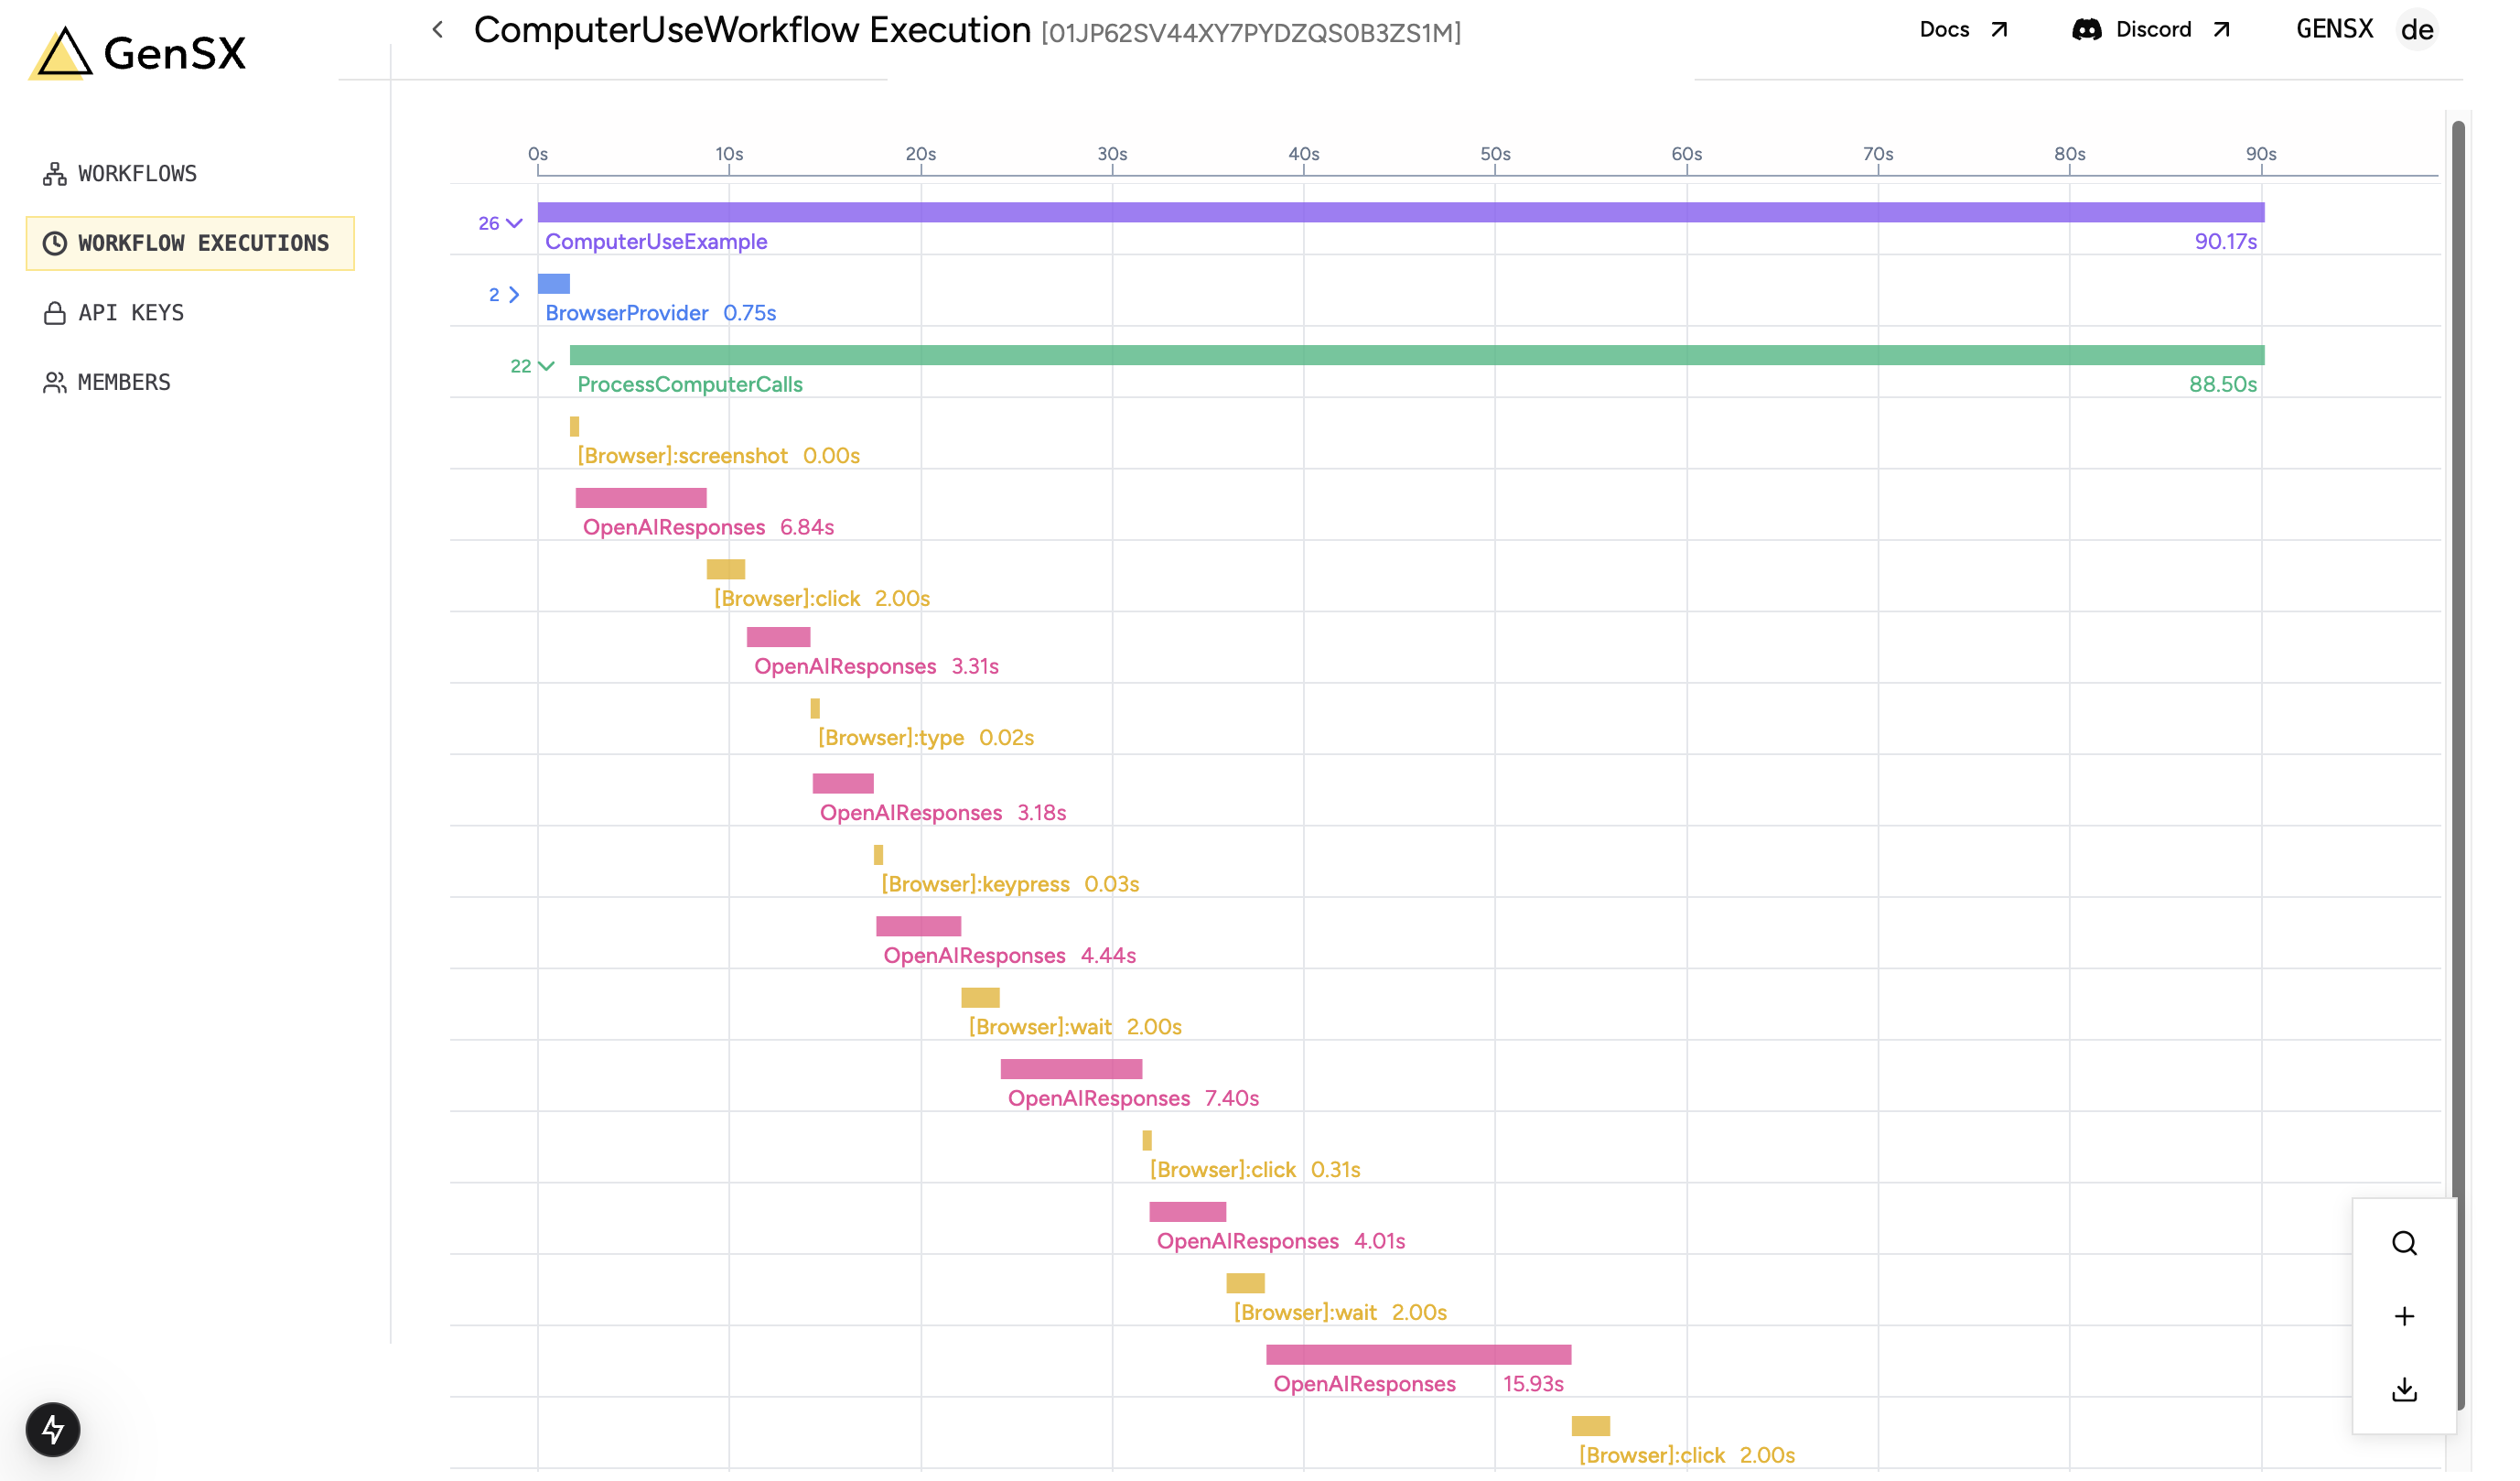 GenSX
ComputerUseWorkflow Execution [01JP62SV44XY7PYDZQS0B3ZS1M]
Docs
Discord
GENSX
de
WORKFLOWS
WORKFLOW EXECUTIONS
API KEYS
MEMBERS
0s 10s 20s 30s 40s 50s 60s 70s 80s 90s
26
ComputerUseExample 90.17s
2
BrowserProvider 0.75s
22
ProcessComputerCalls 88.50s
[Browser]:screenshot 0.00s
OpenAIResponses 6.84s
[Browser]:click 2.00s
OpenAIResponses 3.31s
[Browser]:type 0.02s
OpenAIResponses 3.18s
[Browser]:keypress 0.03s
OpenAIResponses 4.44s
[Browser]:wait 2.00s
OpenAIResponses 7.40s
[Browser]:click 0.31s
OpenAIResponses 4.01s
[Browser]:wait 2.00s
OpenAIResponses 15.93s
[Browser]:click 2.00s